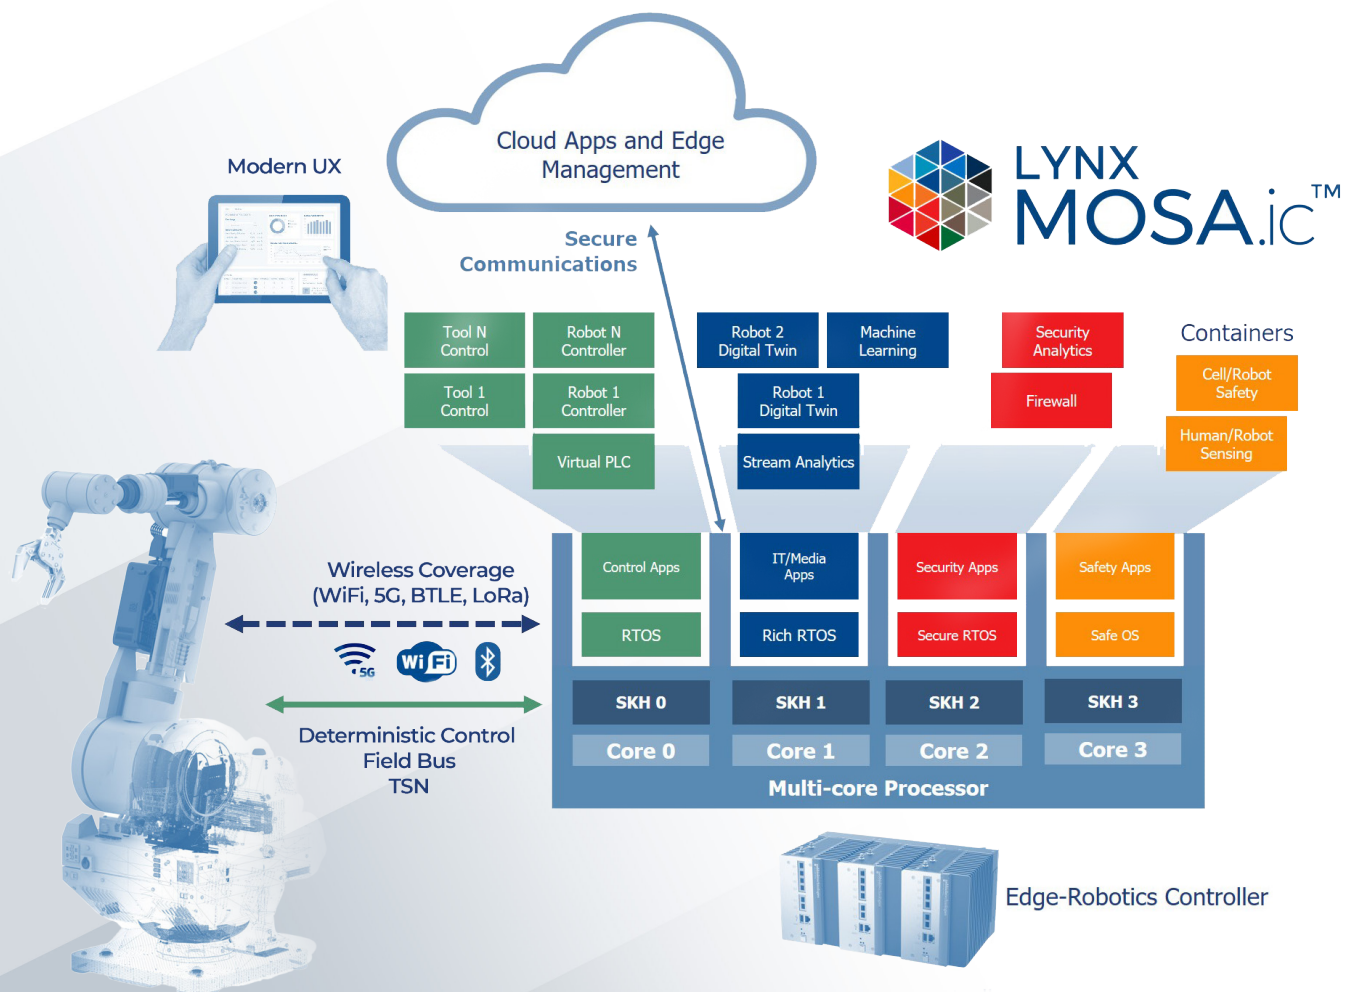 Cloud Apps and Edge
Management
Modern UX
LYNX
MOSA.ic™
Secure
Communications
Tool N
Control
Robot N
Controller
Robot 2
Digital Twin
Machine
Learning
Security
Analytics
Containers
Tool 1
Control
Robot 1
Controller
Robot 1
Digital Twin
Firewall
Cell/Robot
Safety
Virtual PLC
Stream Analytics
Human/Robot
Sensing
Control Apps
IT/Media
Apps
Security Apps
Safety Apps
Wireless Coverage
(WiFi, 5G, BTLE, LoRa)
RTOS
Rich RTOS
Secure RTOS
Safe OS
5G
WiFi
SKH 0
SKH 1
SKH 2
SKH 3
Deterministic Control
Field Bus
TSN
Core 0
Core 1
Core 2
Core 3
Multi-core Processor
Edge-Robotics Controller